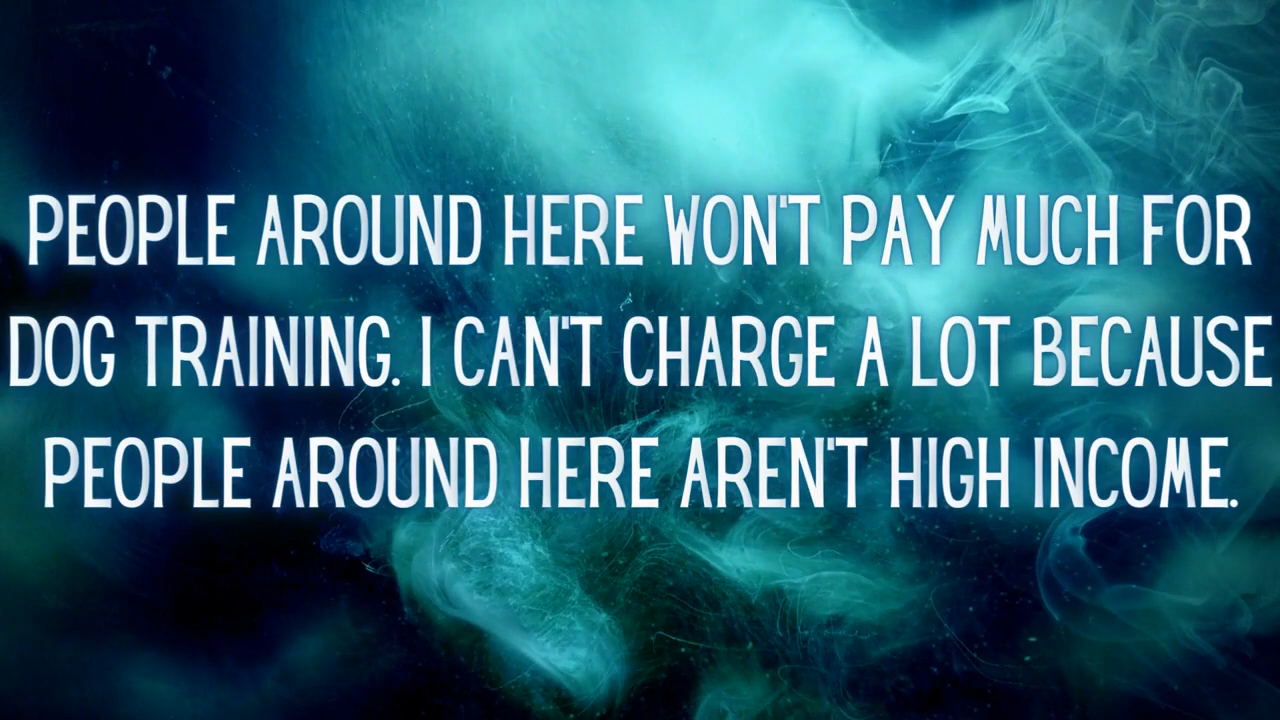 PEOPLE AROUND HERE WON'T PAY MUCH FOR
DOG TRAINING. I CAN'T CHARGE A LOT BECAUSE
PEOPLE AROUND HERE AREN'T HIGH INCOME.